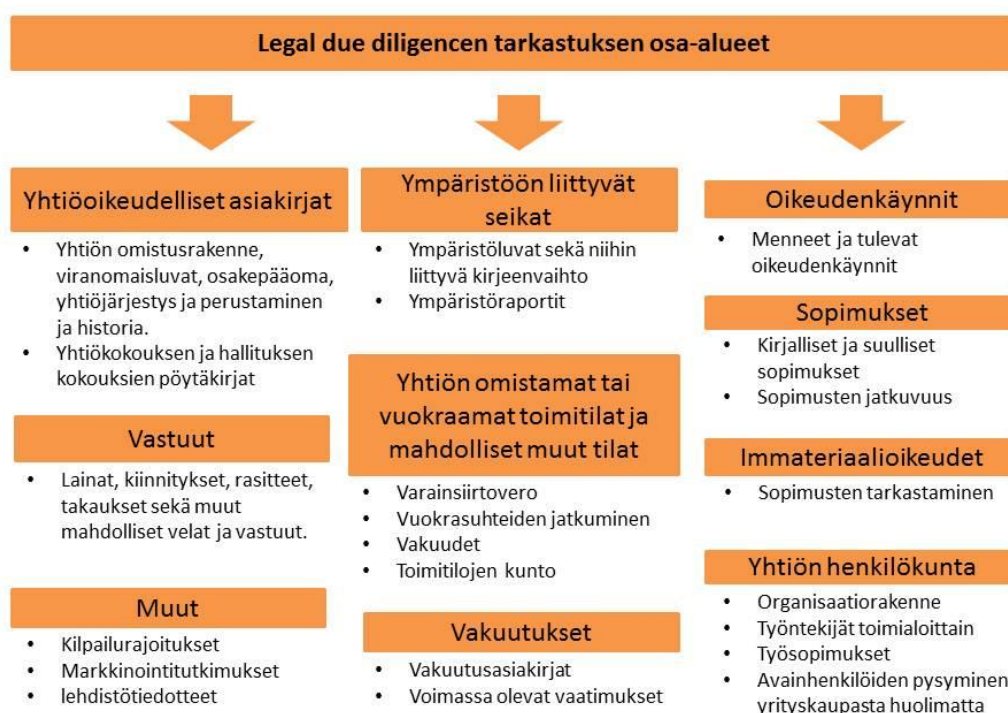 Legal due diligencen tarkastuksen osa-alueet
Yhtiöoikeudelliset asiakirjat
• Yhtiön omistusrakenne,
viranomaisluvat, osakepääoma,
yhtiöjärjestys ja perustaminen
ja historia.
• Yhtiökokouksen ja hallituksen
kokouksien pöytäkirjat
Vastuut
• Lainat, kiinnitykset, rasitteet,
takaukset sekä muut
mahdolliset velat ja vastuut.
Muut
• Kilpailurajoitukset
• Markkinointitutkimukset
• lehdistötiedotteet
Ympäristöön liittyvät
seikat
• Ympäristöluvat sekä niihin
liittyvä kirjeenvaihto
• Ympäristöraportit
Yhtiön omistamat tai
vuokraamat toimitilat ja
mahdolliset muut tilat
• Varainsiirtovero
• Vuokrasuhteiden jatkuminen
• Vakuudet
• Toimitilojen kunto
Vakuutukset
• Vakuutusasiakirjat
• Voimassa olevat vaatimukset
Oikeudenkäynnit
• Menneet ja tulevat
oikeudenkäynnit
Sopimukset
• Kirjalliset ja suulliset
sopimukset
• Sopimusten jatkuvuus
Immateriaalioikeudet
• Sopimusten tarkastaminen
Yhtiön henkilökunta
• Organisaatiorakenne
• Työntekijät toimialoittain
• Työsopimukset
• Avainhenkilöiden pysyminen
yrityskaupasta huolimatta